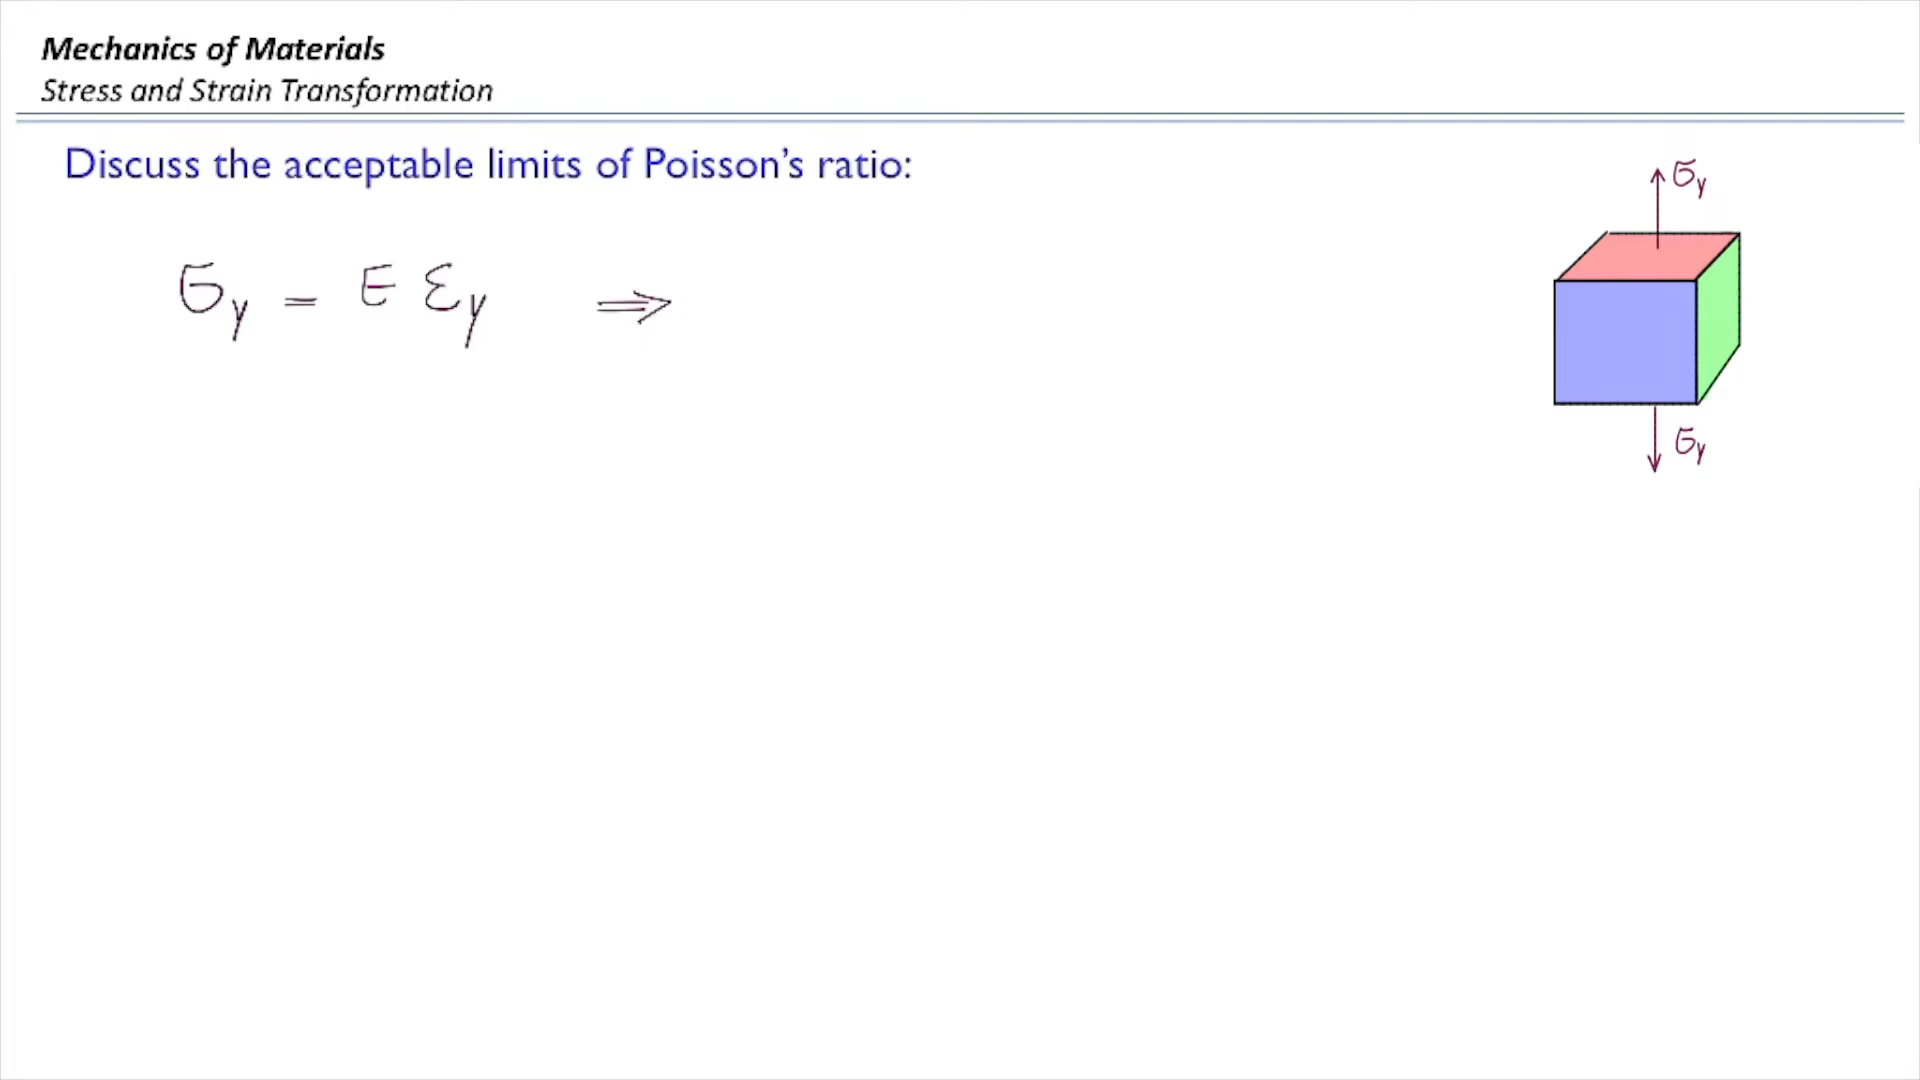 Mechanics of Materials
Stress and Strain Transformation
Discuss the acceptable limits of Poisson's ratio:
σy
σy = E εy ⇒
σy